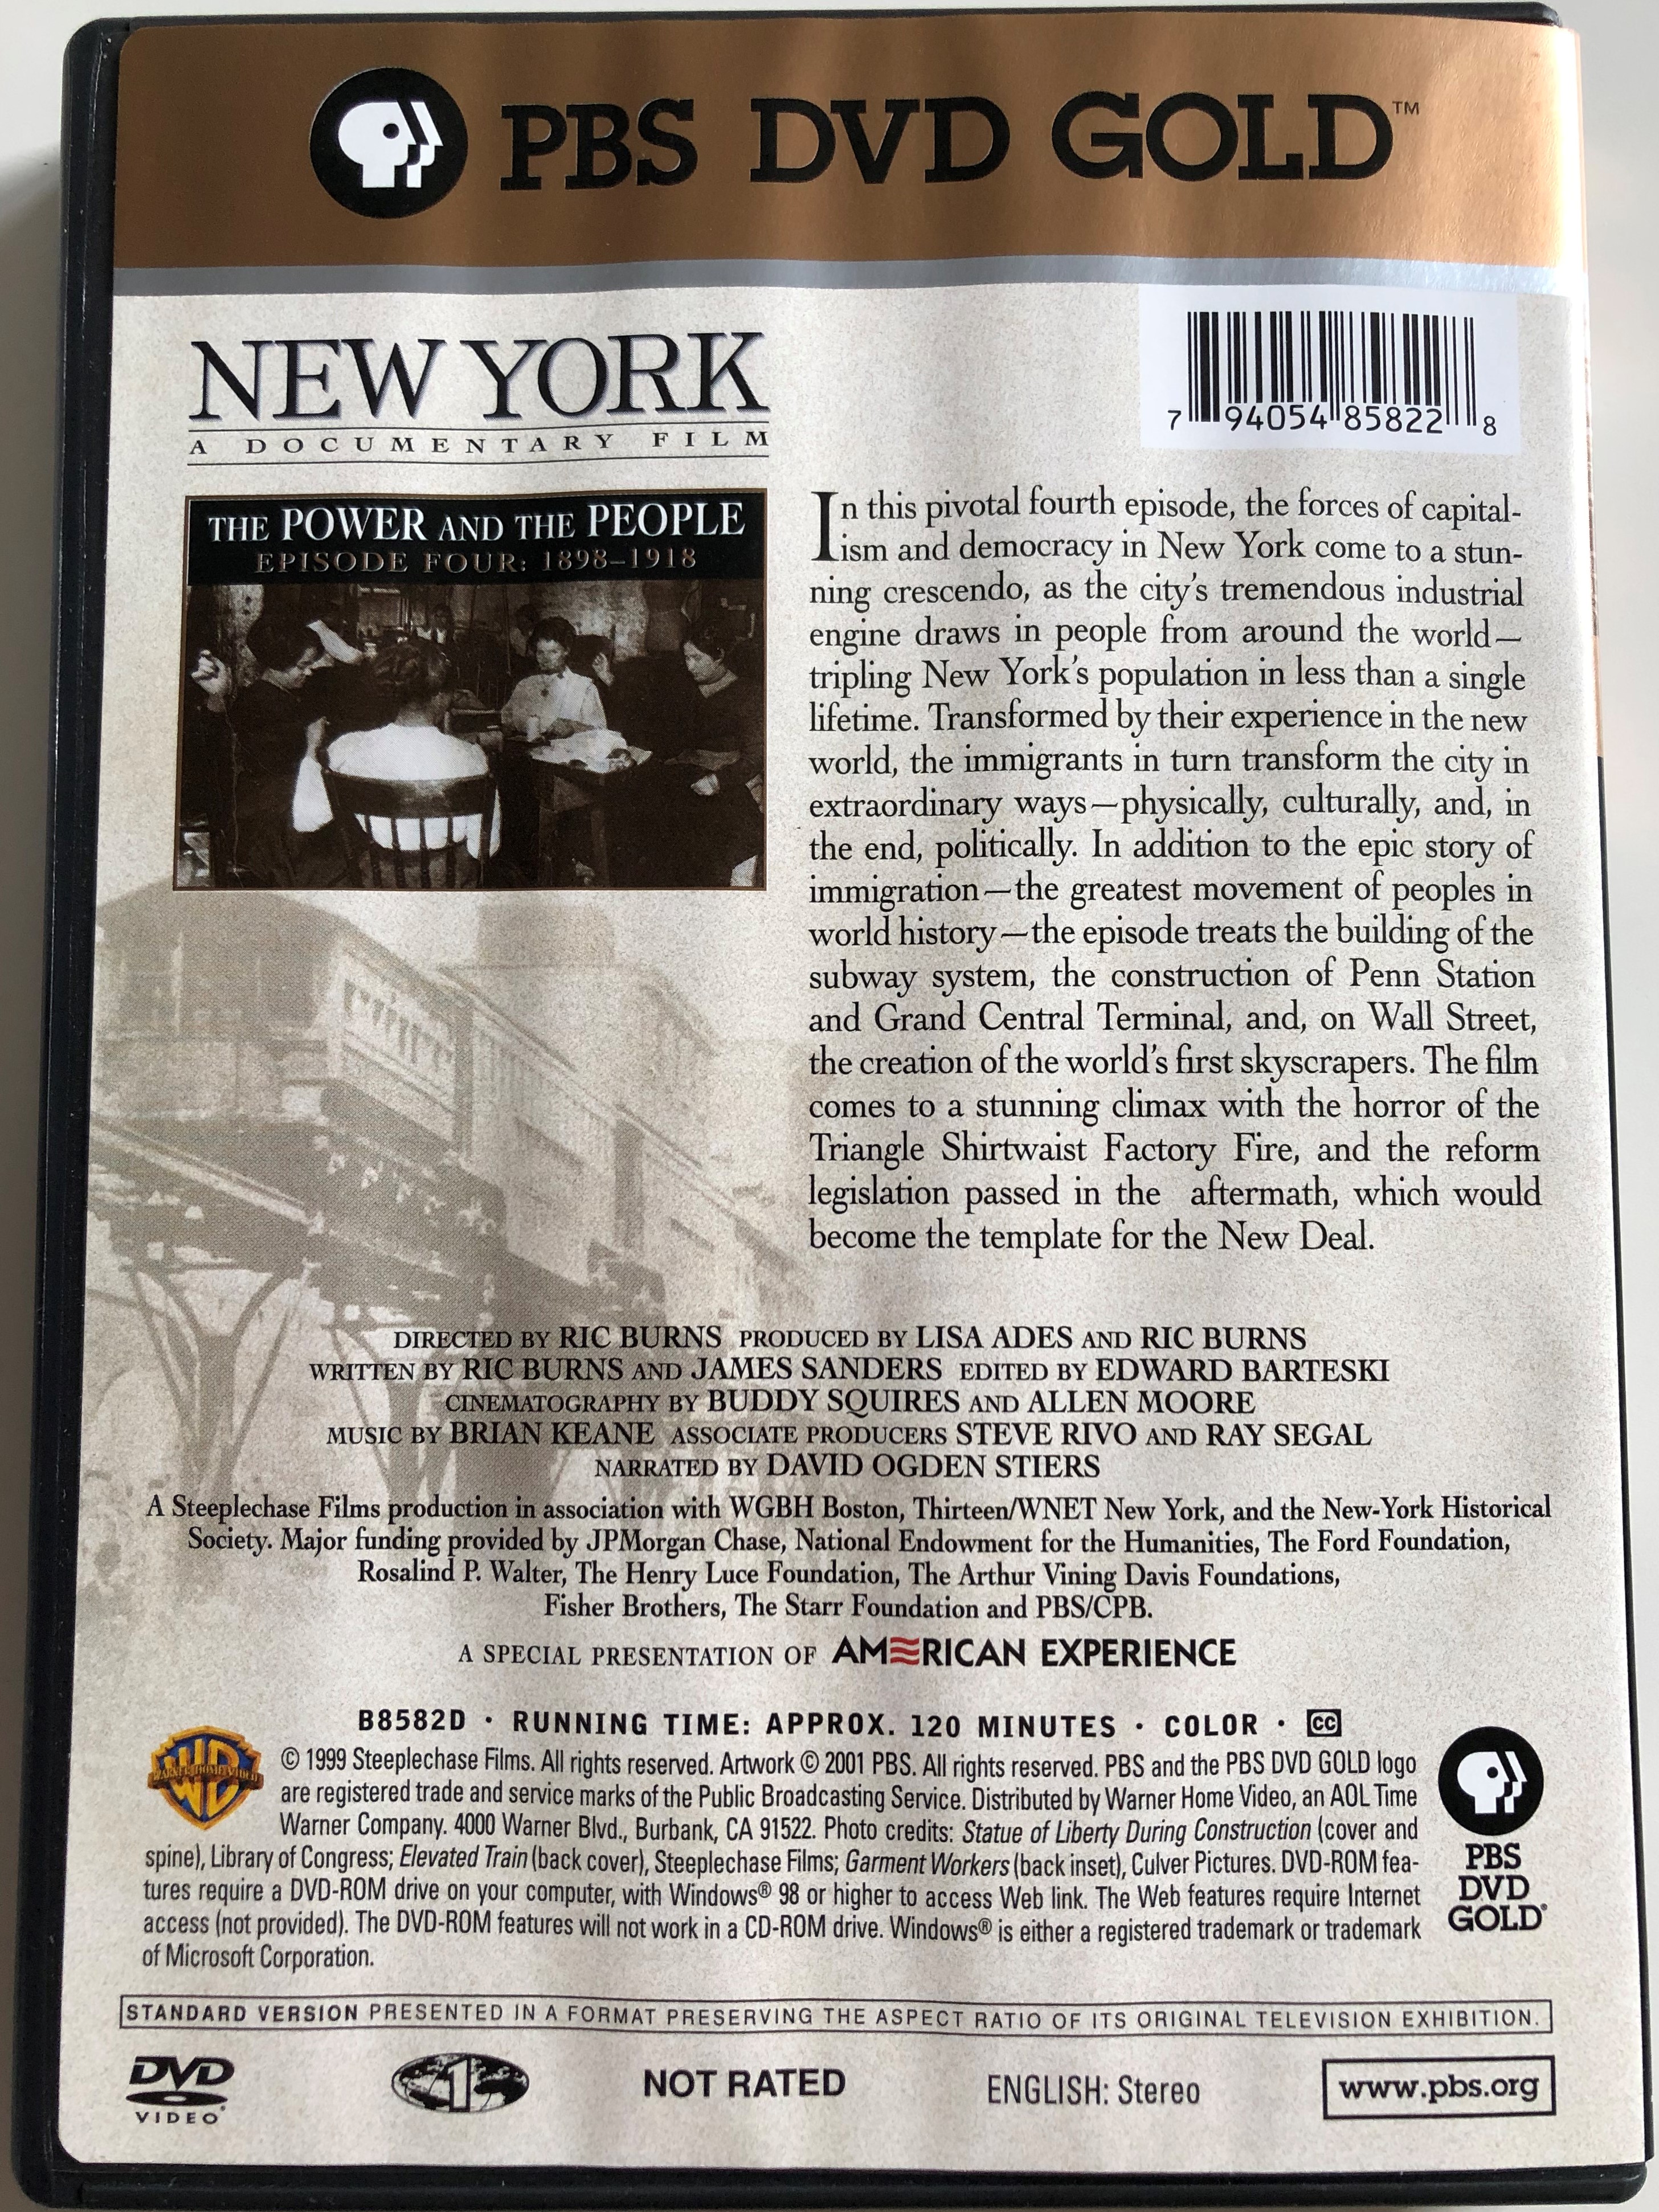 PBS DVD GOLD™
NEW YORK
A DOCUMENTARY FILM
7 94054 85822 8
THE POWER AND THE PEOPLE
EPISODE FOUR: 1898–1918
In this pivotal fourth episode, the forces of capital-
ism and democracy in New York come to a stun-
ning crescendo, as the city's tremendous industrial
engine draws in people from around the world—
tripling New York's population in less than a single
lifetime. Transformed by their experience in the new
world, the immigrants in turn transform the city in
extraordinary ways—physically, culturally, and, in
the end, politically. In addition to the epic story of
immigration—the greatest movement of peoples in
world history—the episode treats the building of the
subway system, the construction of Penn Station
and Grand Central Terminal, and, on Wall Street,
the creation of the world's first skyscrapers. The film
comes to a stunning climax with the horror of the
Triangle Shirtwaist Factory Fire, and the reform
legislation passed in the aftermath, which would
become the template for the New Deal.
DIRECTED BY RIC BURNS PRODUCED BY LISA ADES AND RIC BURNS
WRITTEN BY RIC BURNS AND JAMES SANDERS EDITED BY EDWARD BARTESKI
CINEMATOGRAPHY BY BUDDY SQUIRES AND ALLEN MOORE
MUSIC BY BRIAN KEANE ASSOCIATE PRODUCERS STEVE RIVO AND RAY SEGAL
NARRATED BY DAVID OGDEN STIERS
A Steeplechase Films production in association with WGBH Boston, Thirteen/WNET New York, and the New-York Historical
Society. Major funding provided by JPMorgan Chase, National Endowment for the Humanities, The Ford Foundation,
Rosalind P. Walter, The Henry Luce Foundation, The Arthur Vining Davis Foundations,
Fisher Brothers, The Starr Foundation and PBS/CPB.
A SPECIAL PRESENTATION OF AMERICAN EXPERIENCE
B8582D · RUNNING TIME: APPROX. 120 MINUTES · COLOR · CC
WB
WARNER HOME VIDEO
© 1999 Steeplechase Films. All rights reserved. Artwork © 2001 PBS. All rights reserved. PBS and the PBS DVD GOLD logo
are registered trade and service marks of the Public Broadcasting Service. Distributed by Warner Home Video, an AOL Time
Warner Company. 4000 Warner Blvd., Burbank, CA 91522. Photo credits: Statue of Liberty During Construction (cover and
spine), Library of Congress; Elevated Train (back cover), Steeplechase Films; Garment Workers (back inset), Culver Pictures. DVD-ROM fea-
tures require a DVD-ROM drive on your computer, with Windows® 98 or higher to access Web link. The Web features require Internet
access (not provided). The DVD-ROM features will not work in a CD-ROM drive. Windows® is either a registered trademark or trademark
of Microsoft Corporation.
PBS
DVD
GOLD®
STANDARD VERSION PRESENTED IN A FORMAT PRESERVING THE ASPECT RATIO OF ITS ORIGINAL TELEVISION EXHIBITION.
DVD
VIDEO
1
NOT RATED
ENGLISH: Stereo
www.pbs.org